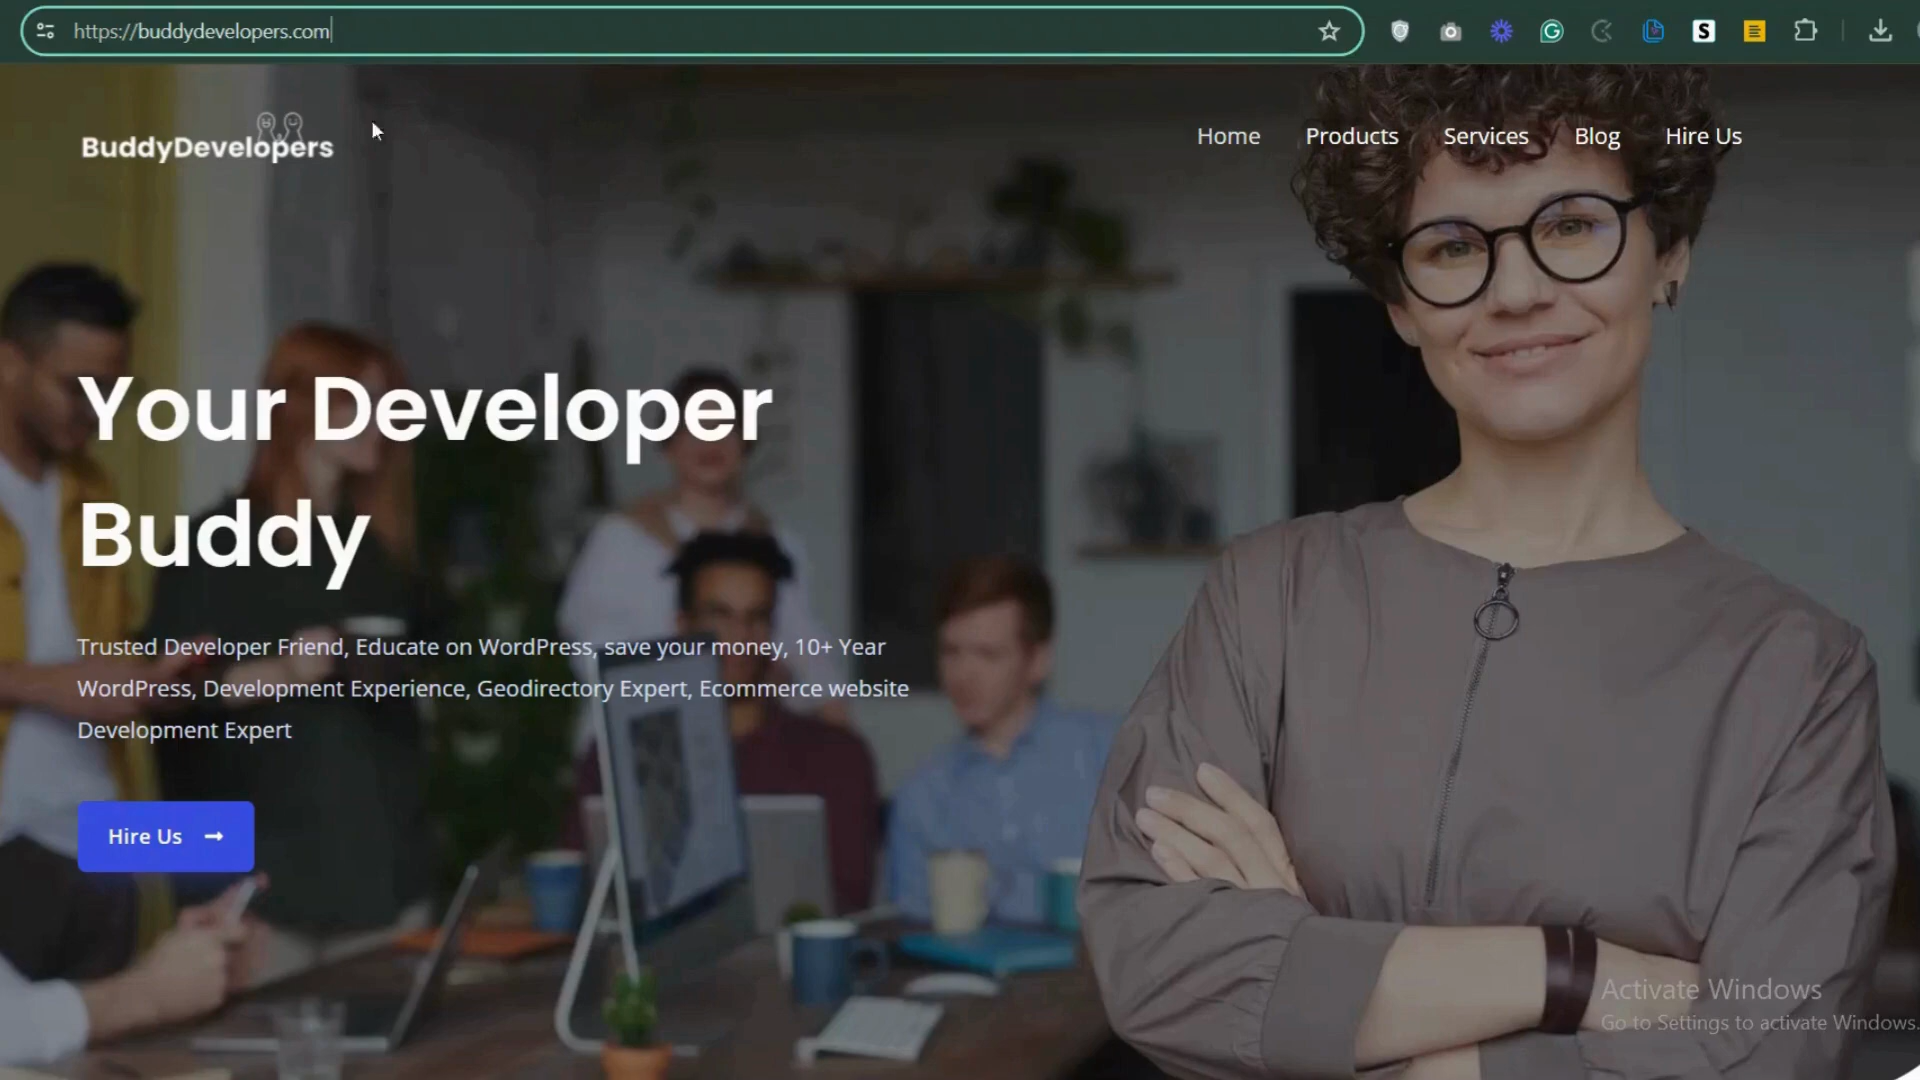 https://buddydevelopers.com
BuddyDevelopers
Home Products Services Blog Hire Us
Your Developer
Buddy
Trusted Developer Friend, Educate on WordPress, save your money, 10+ Year
WordPress, Development Experience, Geodirectory Expert, Ecommerce website
Development Expert
Hire Us
Activate Windows
Go to Settings to activate Windows.